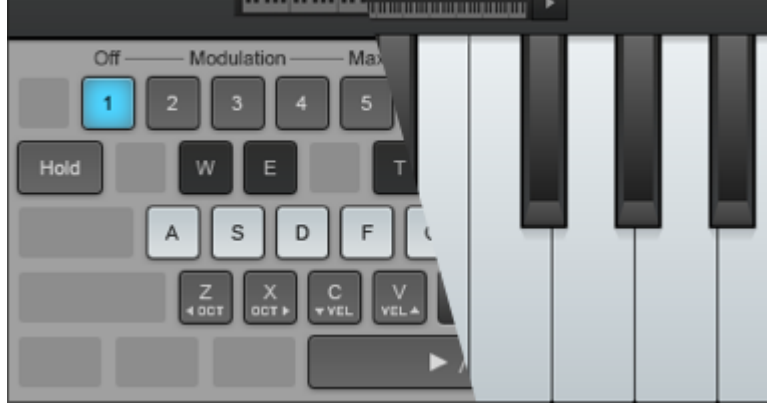 Off Modulation Max
1 2 3 4 5
Hold W E T
A S D F
Z X C V
OCT OCT VEL VEL